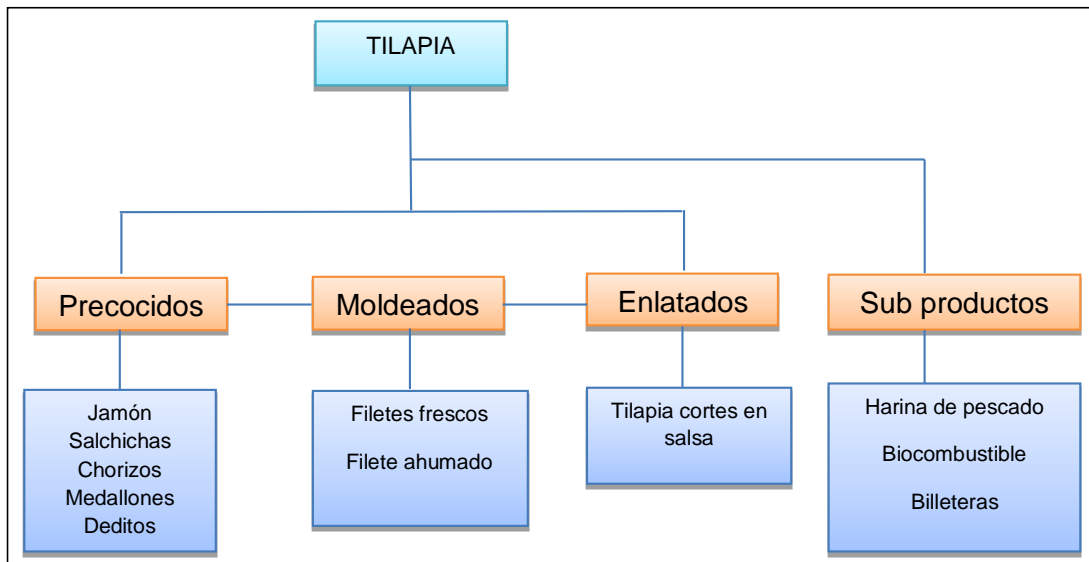 TILAPIA
Precocidos
Moldeados
Enlatados
Sub productos
Jamón
Salchichas
Chorizos
Medallones
Deditos
Filetes frescos
Filete ahumado
Tilapia cortes en
salsa
Harina de pescado
Biocombustible
Billeteras